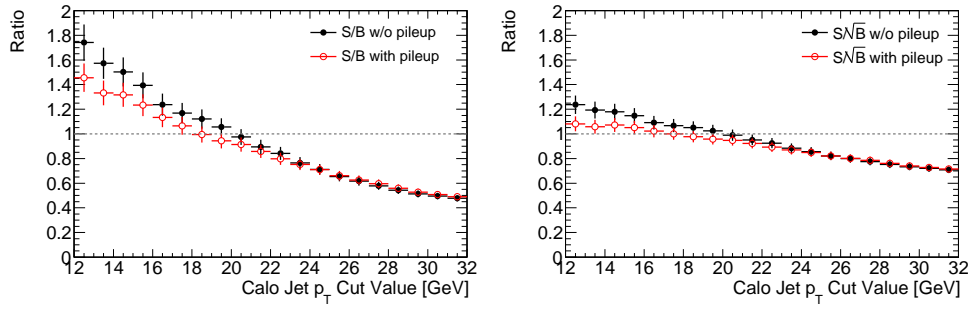 Ratio
2
1.8
1.6
1.4
1.2
1
0.8
0.6
0.4
0.2
0
S/B w/o pileup
S/B with pileup
12 14 16 18 20 22 24 26 28 30 32
Calo Jet p_T Cut Value [GeV]
Ratio
2
1.8
1.6
1.4
1.2
1
0.8
0.6
0.4
0.2
0
S/√B w/o pileup
S/√B with pileup
12 14 16 18 20 22 24 26 28 30 32
Calo Jet p_T Cut Value [GeV]